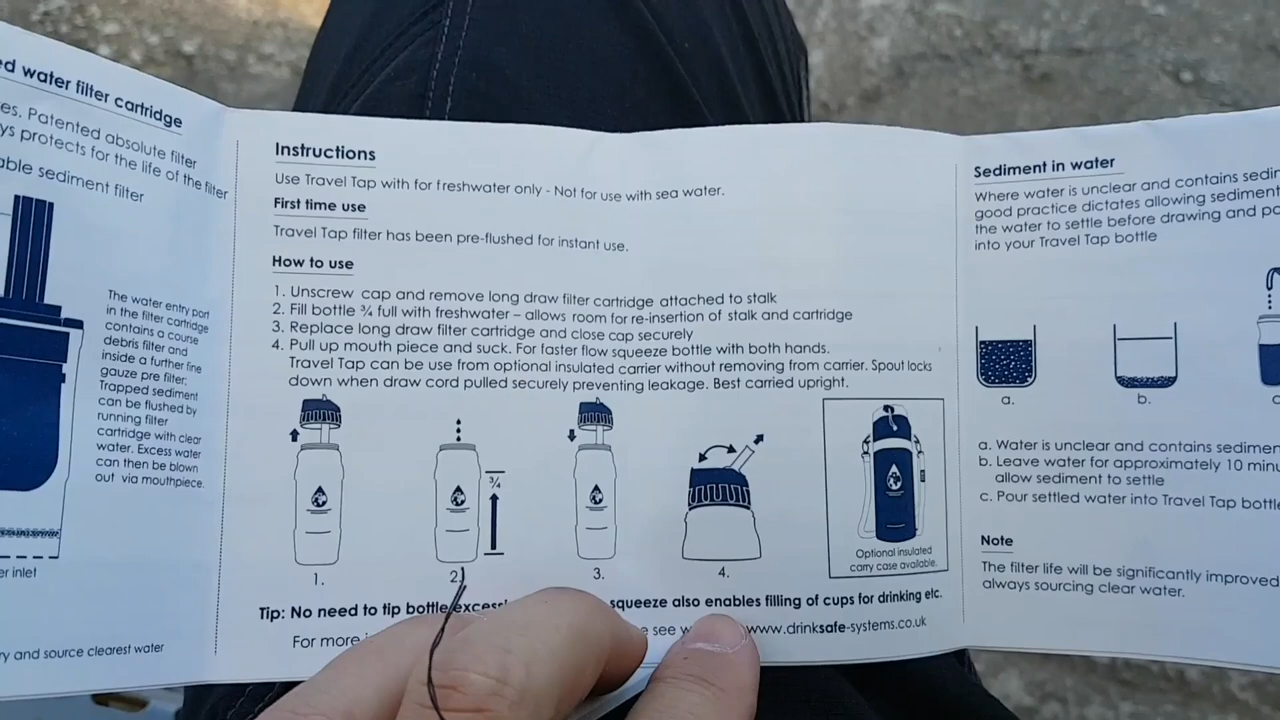 water filter cartridge
es. Patented absolute filter
ys protects for the life of the filter
able sediment filter
The water entry port
in the filter cartridge
contains a course
debris filter and
inside a further fine
gauze pre filter.
Trapped sediment
can be flushed by
running filter
cartridge with clear
water. Excess water
can then be blown
out via mouthpiece.
er inlet
ry and source clearest water
Instructions
Use Travel Tap with for freshwater only - Not for use with sea water.
First time use
Travel Tap filter has been pre-flushed for instant use.
How to use
1. Unscrew cap and remove long draw filter cartridge attached to stalk
2. Fill bottle ¾ full with freshwater – allows room for re-insertion of stalk and cartridge
3. Replace long draw filter cartridge and close cap securely
4. Pull up mouth piece and suck. For faster flow squeeze bottle with both hands.
Travel Tap can be use from optional insulated carrier without removing from carrier. Spout locks
down when draw cord pulled securely preventing leakage. Best carried upright.
¾
Optional insulated
carry case available.
1. 2. 3. 4.
Tip: No need to tip bottle squeeze also enables filling of cups for drinking etc.
For more see www.drinksafe-systems.co.uk
Sediment in water
Where water is unclear and contains sedi
good practice dictates allowing sediment
the water to settle before drawing and po
into your Travel Tap bottle
a. b. c
a. Water is unclear and contains sedimen
b. Leave water for approximately 10 minu
allow sediment to settle
c. Pour settled water into Travel Tap bottle
Note
The filter life will be significantly improved
always sourcing clear water.